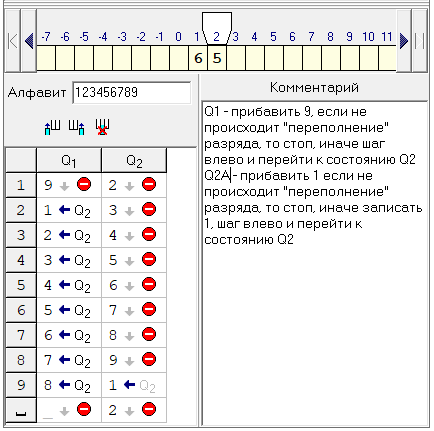 -7 -6 -5 -4 -3 -2 -1 0 1 2 3 4 5 6 7 8 9 10 11
6 5
Алфавит 123456789
Комментарий
Q1 - прибавить 9, если не
происходит "переполнение"
разряда, то стоп, иначе шаг
влево и перейти к состоянию Q2
Q2A- прибавить 1 если не
происходит "переполнение"
разряда, то стоп, иначе записать
1, шаг влево и перейти к
состоянию Q2
Q1 Q2
1 9 2
2 1 Q2 3
3 2 Q2 4
4 3 Q2 5
5 4 Q2 6
6 5 Q2 7
7 6 Q2 8
8 7 Q2 9
9 8 Q2 1 Q2
_ 2